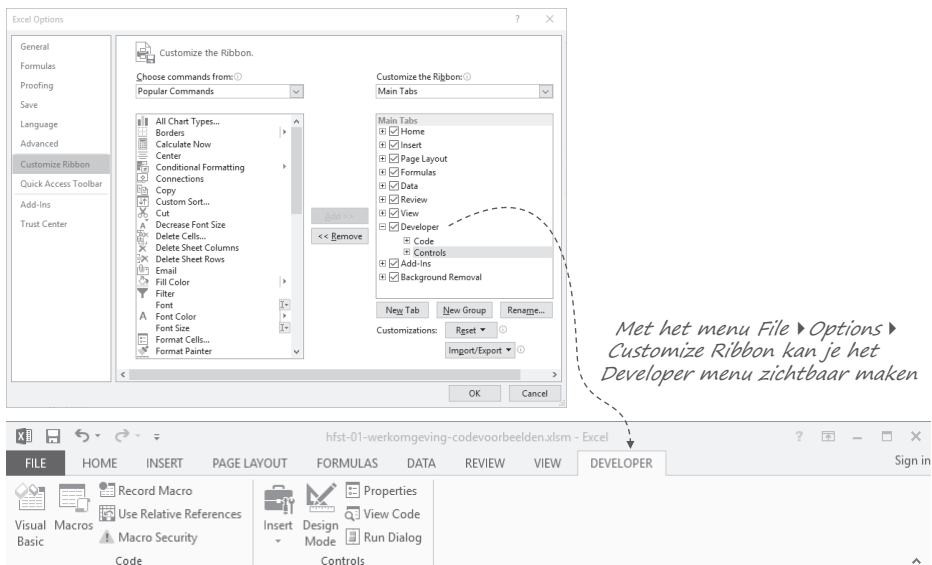 Excel Options
General
Formulas
Proofing
Save
Language
Advanced
Customize Ribbon
Quick Access Toolbar
Add-Ins
Trust Center
Customize the Ribbon.
Choose commands from:
Popular Commands
All Chart Types...
Borders
Calculate Now
Center
Conditional Formatting
Connections
Copy
Custom Sort...
Cut
Decrease Font Size
Delete Cells...
Delete Sheet Columns
Delete Sheet Rows
Email
Fill Color
Filter
Font
Font Color
Font Size
Format Cells...
Format Painter
Add >>
<< Remove
Customize the Ribbon:
Main Tabs
Main Tabs
Home
Insert
Page Layout
Formulas
Data
Review
View
Developer
Code
Controls
Add-Ins
Background Removal
New Tab
New Group
Rename...
Customizations:
Reset
Import/Export
OK
Cancel
Met het menu File ▸ Options ▸
Customize Ribbon kan je het
Developer menu zichtbaar maken
hfst-01-werkomgeving-codevoorbeelden.xlsm - Excel
FILE HOME INSERT PAGE LAYOUT FORMULAS DATA REVIEW VIEW DEVELOPER
Sign in
Visual
Basic
Macros
Record Macro
Use Relative References
Macro Security
Code
Insert
Design
Mode
Properties
View Code
Run Dialog
Controls